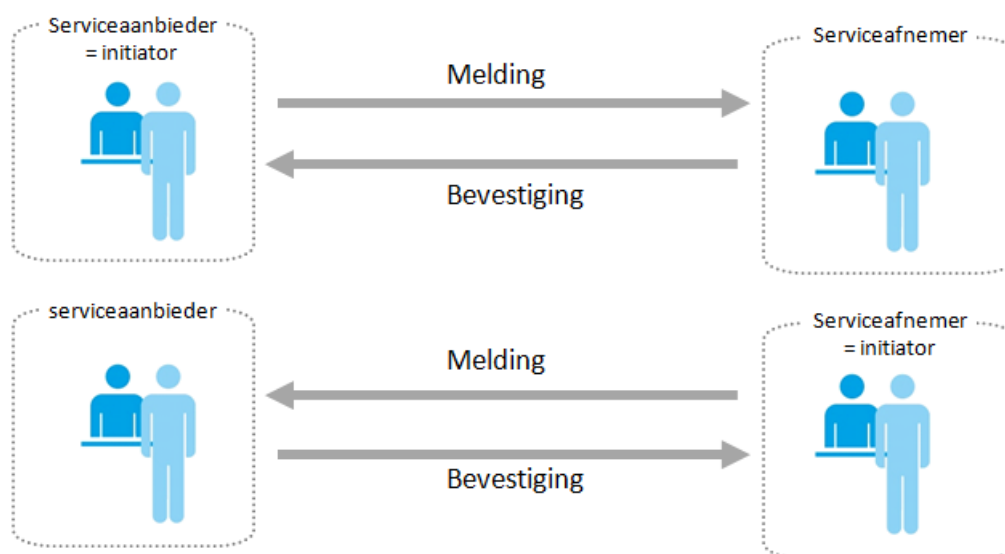 Serviceaanbieder
= initiator
Serviceafnemer
Melding
Bevestiging
serviceaanbieder
Serviceafnemer
= initiator
Melding
Bevestiging